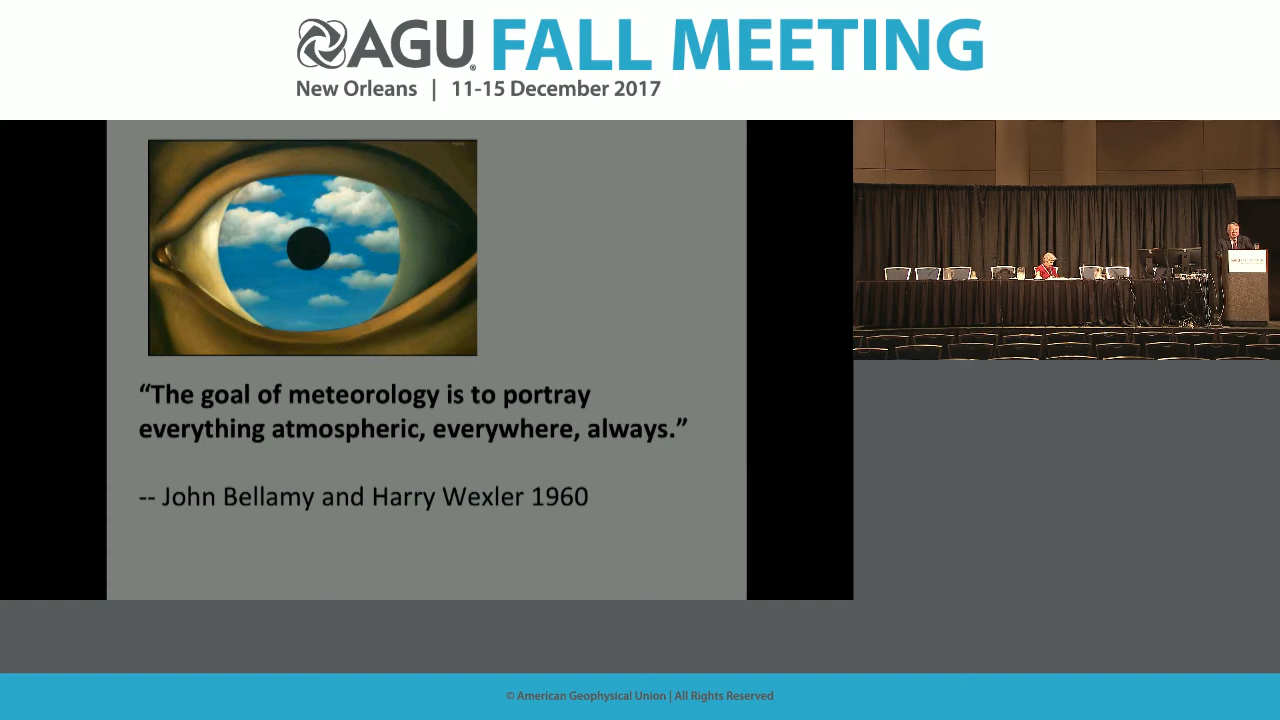 AGU FALL MEETING
New Orleans | 11-15 December 2017
“The goal of meteorology is to portray
everything atmospheric, everywhere, always.”
-- John Bellamy and Harry Wexler 1960
© American Geophysical Union | All Rights Reserved